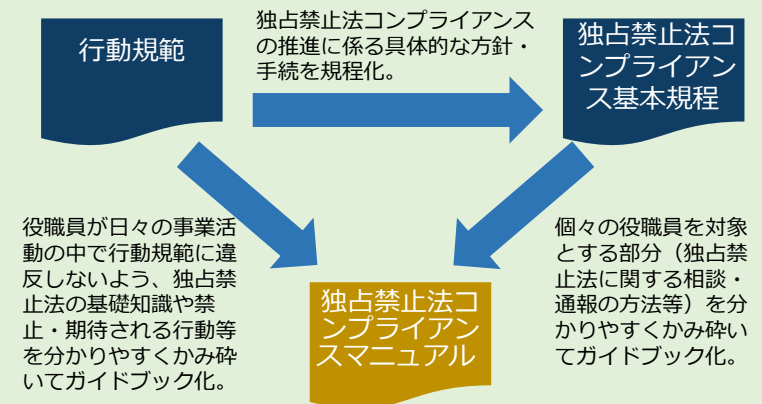 行動規範
独占禁止法コンプライアンス
の推進に係る具体的な方針・
手続を規程化。
独占禁止法コ
ンプライアン
ス基本規程
役職員が日々の事業活
動の中で行動規範に違
反しないよう、独占禁
止法の基礎知識や禁
止・期待される行動等
を分かりやすくかみ砕
いてガイドブック化。
独占禁止法コ
ンプライアン
スマニュアル
個々の役職員を対象
とする部分（独占禁
止法に関する相談・
通報の方法等）を分
かりやすくかみ砕い
てガイドブック化。